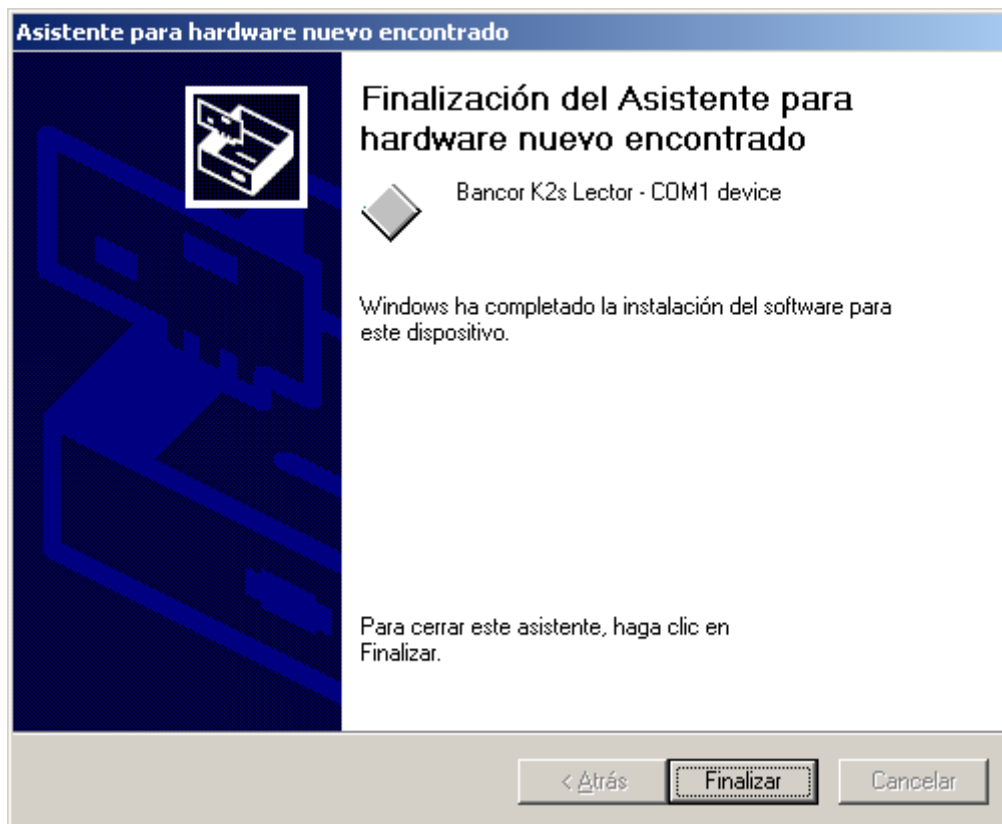 Asistente para hardware nuevo encontrado
Finalización del Asistente para
hardware nuevo encontrado
Bancor K2s Lector - COM1 device
Windows ha completado la instalación del software para
este dispositivo.
Para cerrar este asistente, haga clic en
Finalizar.
< Atrás
Finalizar
Cancelar